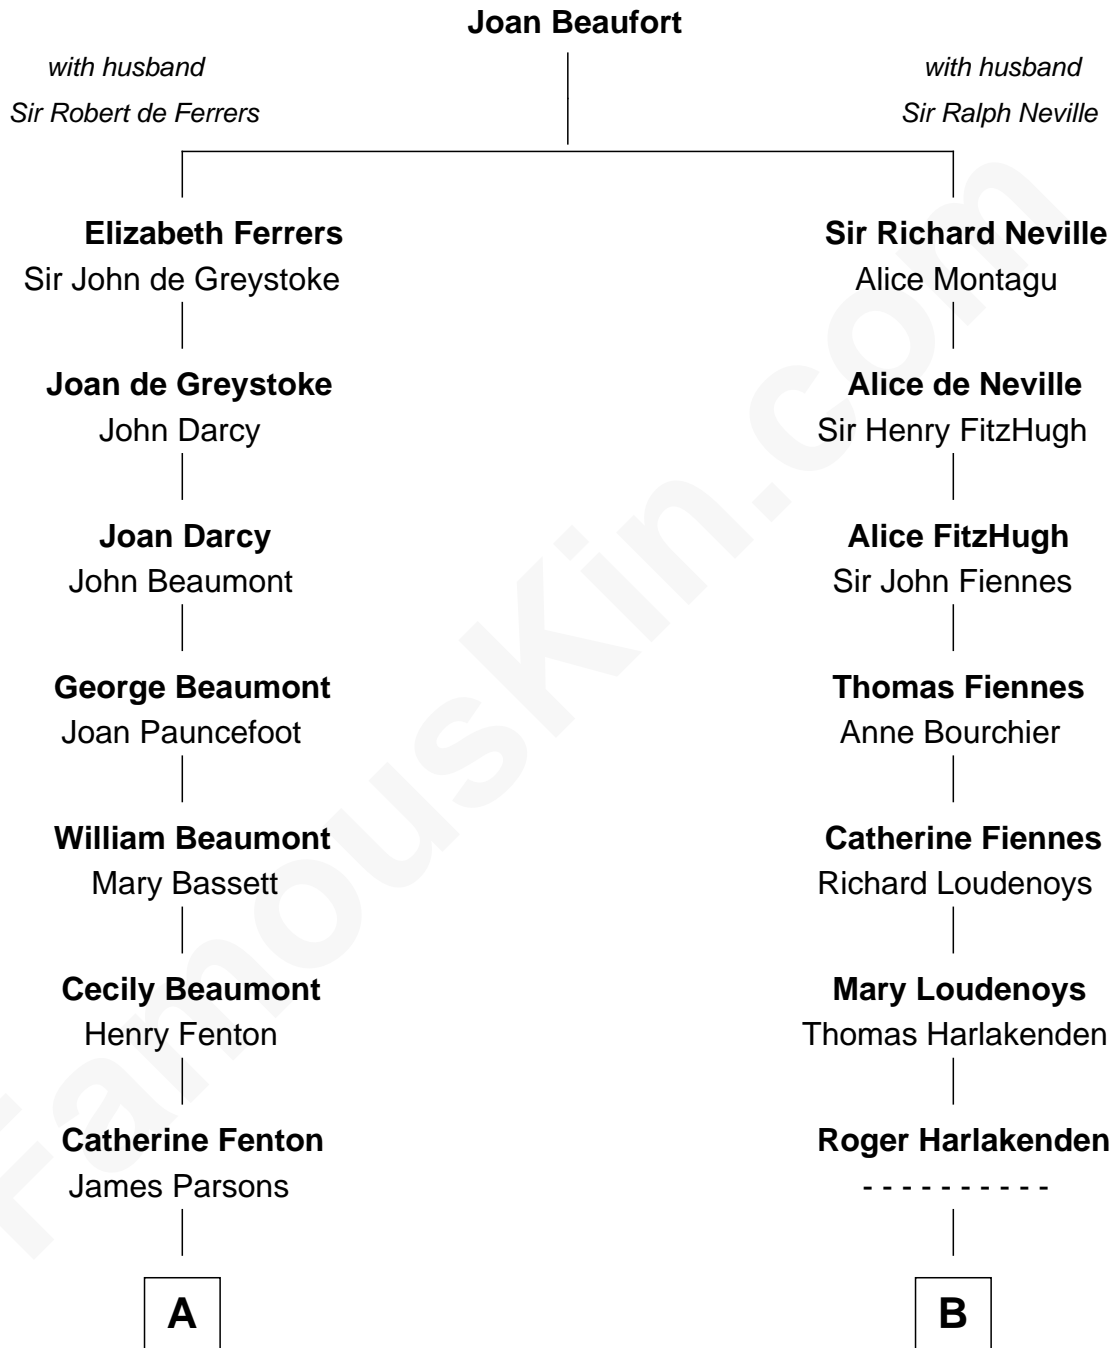 Joan Beaufort
with husband
Sir Robert de Ferrers
with husband
Sir Ralph Neville
Elizabeth Ferrers
Sir John de Greystoke
Joan de Greystoke
John Darcy
Joan Darcy
John Beaumont
George Beaumont
Joan Pauncefoot
William Beaumont
Mary Bassett
Cecily Beaumont
Henry Fenton
Catherine Fenton
James Parsons
A
Sir Richard Neville
Alice Montagu
Alice de Neville
Sir Henry FitzHugh
Alice FitzHugh
Sir John Fiennes
Thomas Fiennes
Anne Bourchier
Catherine Fiennes
Richard Loudenoys
Mary Loudenoys
Thomas Harlakenden
Roger Harlakenden
- - - - - - - - - -
B
FamousKin.com